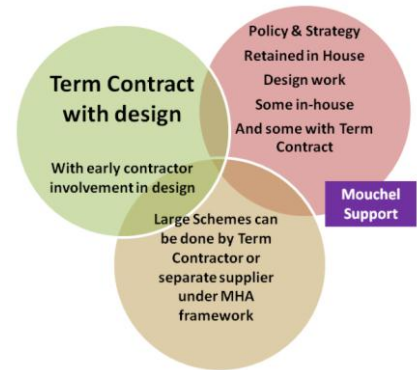 Term Contract
with design
With early contractor
involvement in design
Policy & Strategy
Retained in House
Design work
Some in-house
And some with Term
Contract
Mouchel
Support
Large Schemes can
be done by Term
Contractor or
separate supplier
under MHA
framework